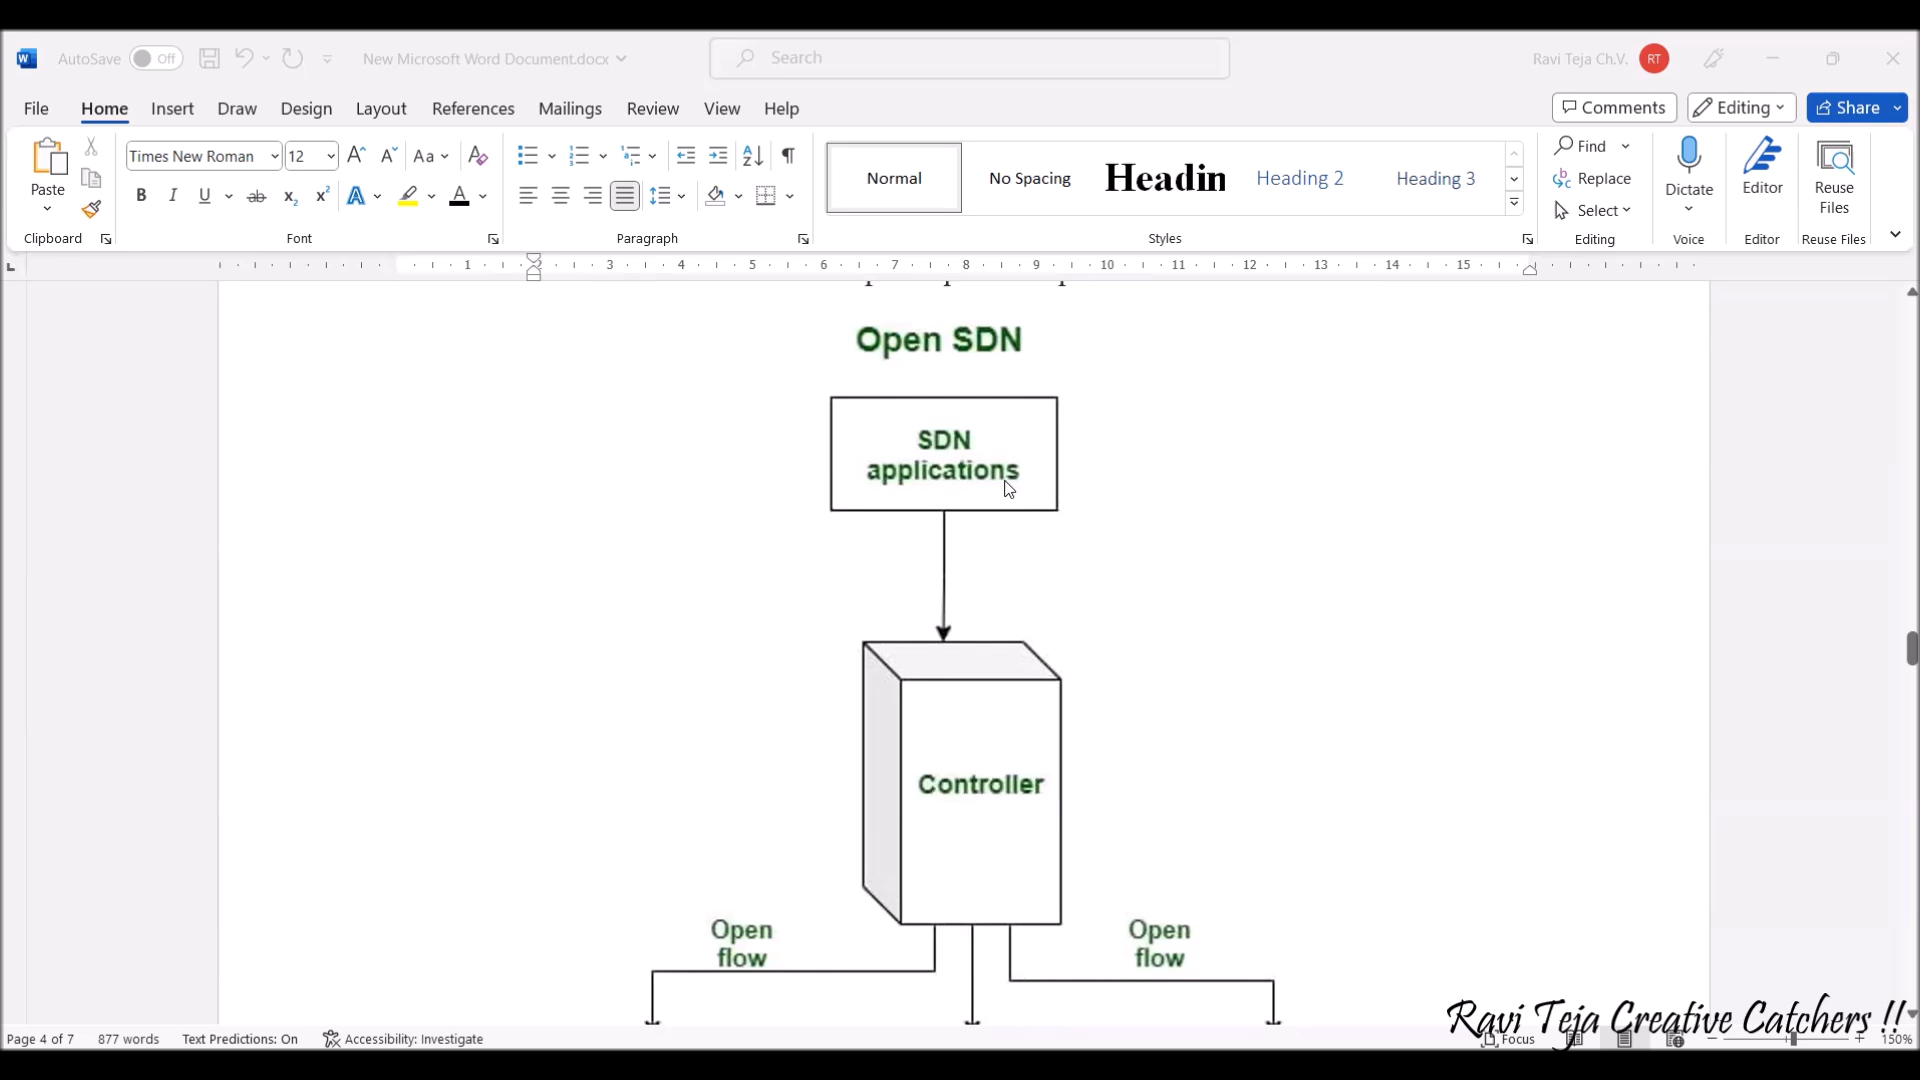 AutoSave Off New Microsoft Word Document.docx Search Ravi Teja Ch.V. RT
File Home Insert Draw Design Layout References Mailings Review View Help Comments Editing Share
Paste Times New Roman 12 Aa Normal No Spacing Headin Heading 2 Heading 3 Find Replace Select Dictate Editor Reuse Files
Clipboard Font Paragraph Styles Editing Voice Editor Reuse Files
1 2 3 4 5 6 7 8 9 10 11 12 13 14 15
Open SDN
SDN
applications
Controller
Open
flow
Open
flow
Ravi Teja Creative Catchers !!
Page 4 of 7 877 words Text Predictions: On Accessibility: Investigate Focus 150%